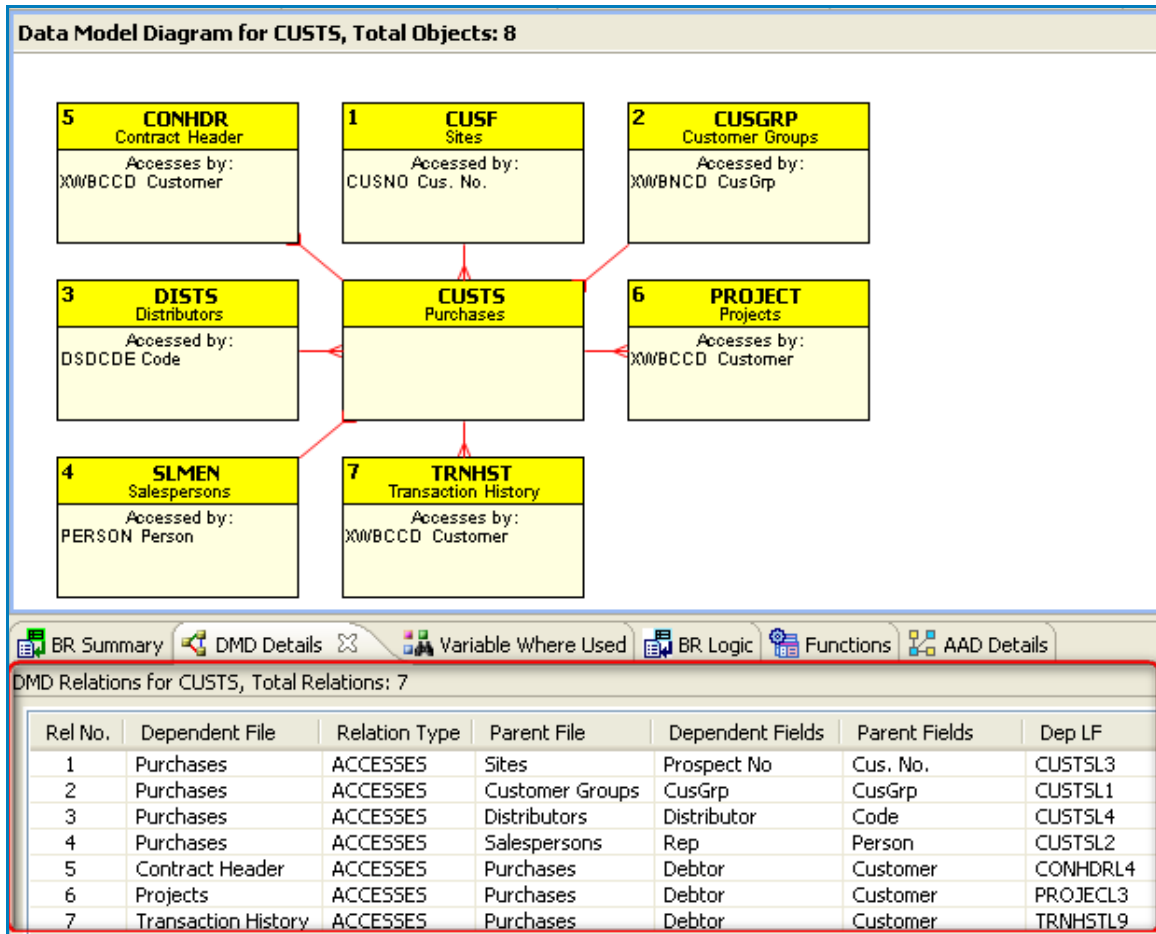 Data Model Diagram for CUSTS, Total Objects: 8
5 CONHDR
Contract Header
Accesses by:
XWBCCD Customer
1 CUSF
Sites
Accessed by:
CUSNO Cus. No.
2 CUSGRP
Customer Groups
Accessed by:
XWBNCD CusGrp
3 DISTS
Distributors
Accessed by:
DSDCDE Code
CUSTS
Purchases
6 PROJECT
Projects
Accesses by:
XWBCCD Customer
4 SLMEN
Salespersons
Accessed by:
PERSON Person
7 TRNHST
Transaction History
Accesses by:
XWBCCD Customer
BR Summary DMD Details Variable Where Used BR Logic Functions AAD Details
DMD Relations for CUSTS, Total Relations: 7
Rel No. Dependent File Relation Type Parent File Dependent Fields Parent Fields Dep LF
1 Purchases ACCESSES Sites Prospect No Cus. No. CUSTSL3
2 Purchases ACCESSES Customer Groups CusGrp CusGrp CUSTSL1
3 Purchases ACCESSES Distributors Distributor Code CUSTSL4
4 Purchases ACCESSES Salespersons Rep Person CUSTSL2
5 Contract Header ACCESSES Purchases Debtor Customer CONHDRL4
6 Projects ACCESSES Purchases Debtor Customer PROJECL3
7 Transaction History ACCESSES Purchases Debtor Customer TRNHSTL9